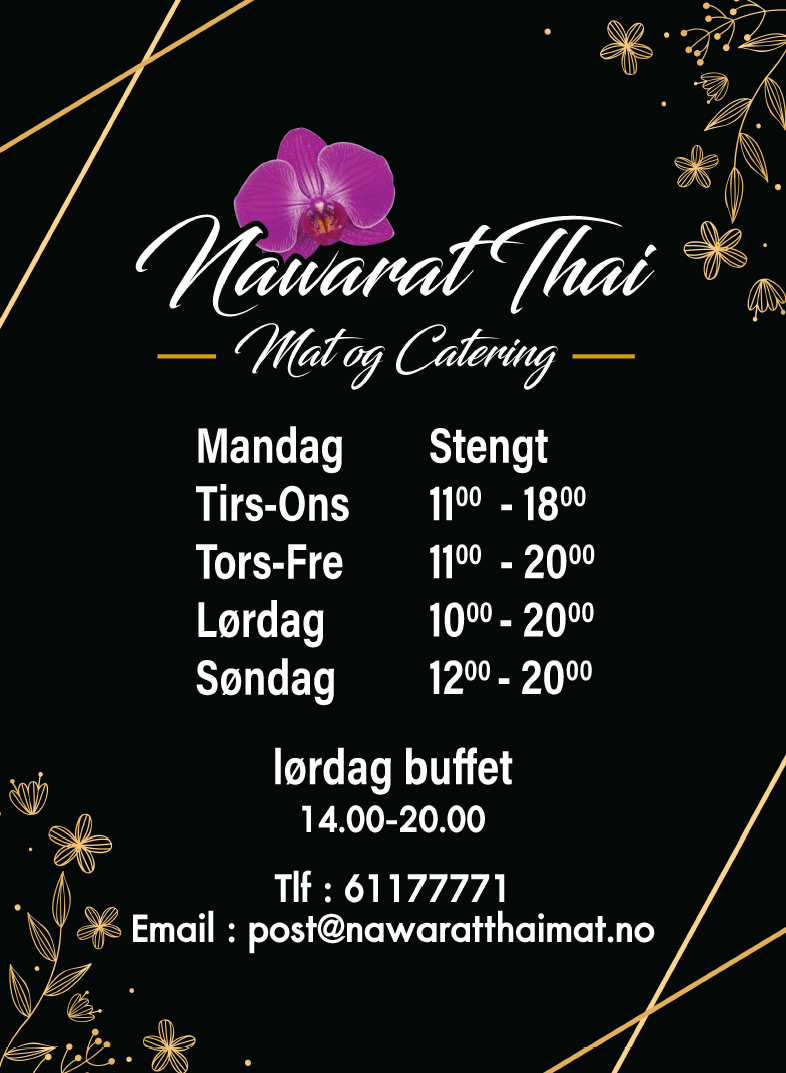 Nawarat Thai
Mat og Catering
Mandag Stengt
Tirs-Ons 11⁰⁰ - 18⁰⁰
Tors-Fre 11⁰⁰ - 20⁰⁰
Lørdag 10⁰⁰ - 20⁰⁰
Søndag 12⁰⁰ - 20⁰⁰
lørdag buffet
14.00-20.00
Tlf : 61177771
Email : post@nawaratthaimat.no